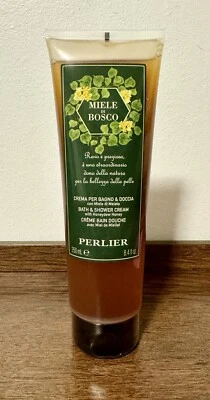 MIELE
DI
BOSCO
Raro e prezioso,
è uno straordinario
dono della natura
per la bellezza della pelle
CREMA PER BAGNO & DOCCIA
con Miele di Melata
BATH & SHOWER CREAM
with Honeydew Honey
CRÈME BAIN DOUCHE
avec Miel de Miellat
PERLIER
250 mL e 8.4 fl oz